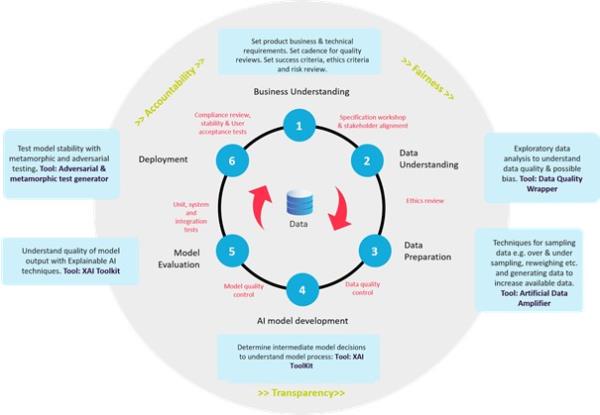 Set product business & technical
requirements. Set cadence for quality
reviews. Set success criteria, ethics criteria
and risk review.
>> Accountability >>
>> Fairness >>
Business Understanding
Compliance review,
stability & User
acceptance tests
1
Specification workshop
& stakeholder alignment
Test model stability with
metamorphic and adversarial
testing. Tool: Adversarial &
metamorphic test generator
Deployment
6
2
Data
Understanding
Exploratory data
analysis to understand
data quality & possible
bias. Tool: Data Quality
Wrapper
Unit, system
and
integration
tests
Data
Ethics review
Understand quality of model
output with Explainable AI
techniques. Tool: XAI Toolkit
Model
Evaluation
5
3
Data
Preparation
Techniques for sampling
data e.g. over & under
sampling, reweighing etc.
and generating data to
increase available data.
Tool: Artificial Data
Amplifier
Model quality
control
4
Data quality
control
AI model development
Determine intermediate model decisions
to understand model process: Tool: XAI
ToolKit
>> Transparency>>